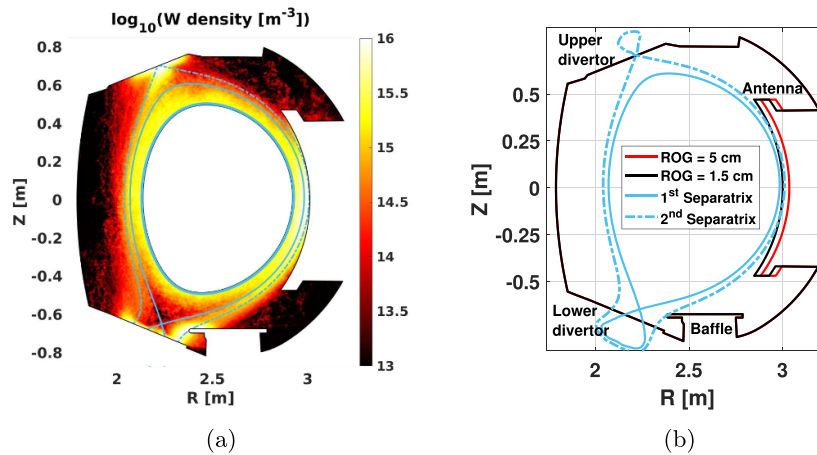 log10(W density [m-3])
0.8
0.6
0.4
0.2
0
-0.2
-0.4
-0.6
-0.8
Z [m]
2
2.5
3
R [m]
16
15.5
15
14.5
14
13.5
13
(a)
Upper
divertor
Antenna
ROG = 5 cm
ROG = 1.5 cm
1st Separatrix
2nd Separatrix
Lower
divertor
Baffle
0.5
0.25
0
-0.25
-0.5
Z [m]
2
2.5
3
R [m]
(b)